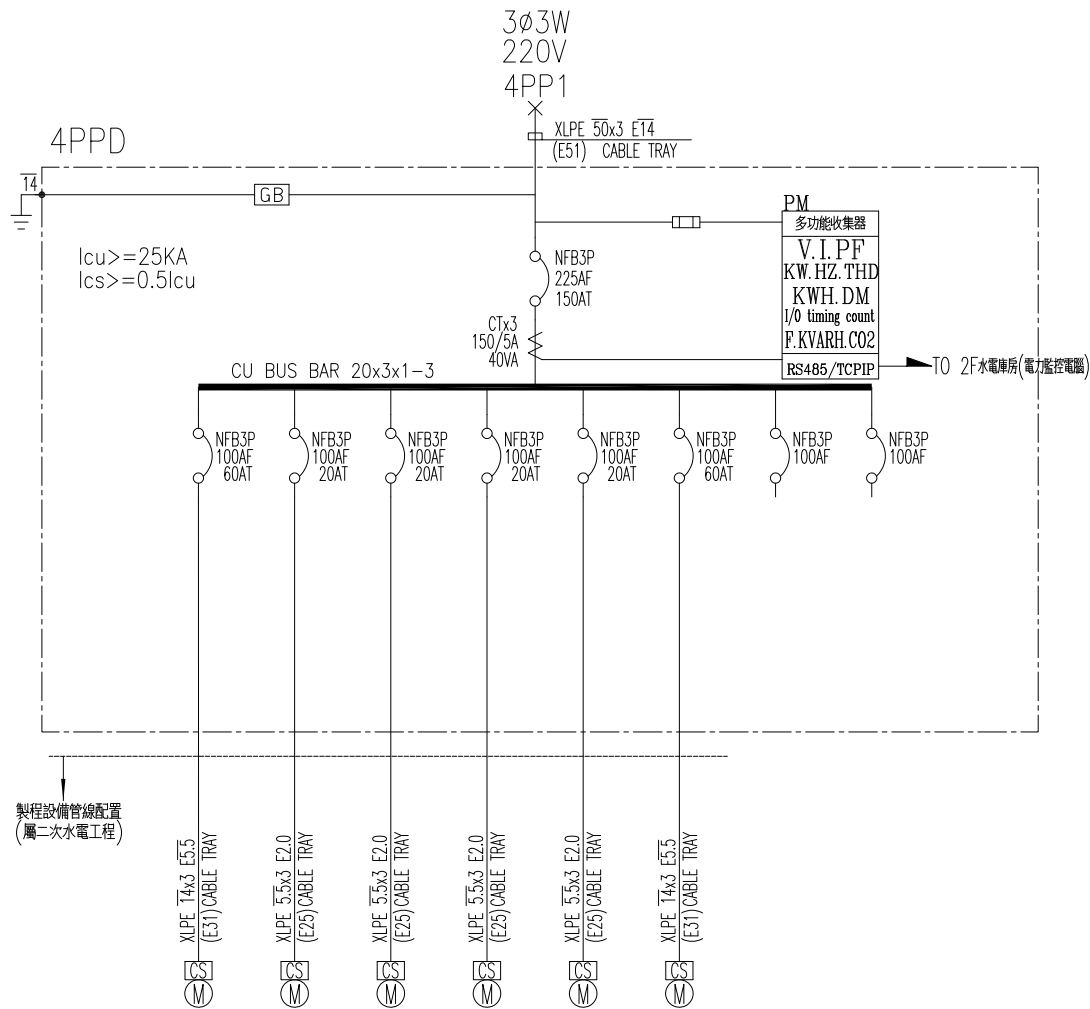 3ø3W
220V
4PP1
XLPE 50x3 E14
(E51) CABLE TRAY
4PPD
14
GB
PM
多功能收集器
V.I.PF
KW.HZ.THD
KWH.DM
I/O timing count
F.KVARH.CO2
RS485/TCPIP
TO 2F水電庫房(電力監控電腦)
Icu>=25KA
Ics>=0.5Icu
NFB3P
225AF
150AT
CTx3
150/5A
40VA
CU BUS BAR 20x3x1-3
NFB3P
100AF
60AT
NFB3P
100AF
20AT
NFB3P
100AF
20AT
NFB3P
100AF
20AT
NFB3P
100AF
20AT
NFB3P
100AF
60AT
NFB3P
100AF
NFB3P
100AF
製程設備管線配置
(屬二次水電工程)
XLPE 14x3 E5.5
(E31)CABLE TRAY
XLPE 5.5x3 E2.0
(E25)CABLE TRAY
XLPE 5.5x3 E2.0
(E25)CABLE TRAY
XLPE 5.5x3 E2.0
(E25)CABLE TRAY
XLPE 5.5x3 E2.0
(E25)CABLE TRAY
XLPE 14x3 E5.5
(E31)CABLE TRAY
CS
M
CS
M
CS
M
CS
M
CS
M
CS
M